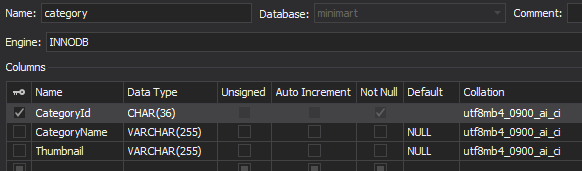 Name: category Database: minimart Comment:
Engine: INNODB
Columns
Name Data Type Unsigned Auto Increment Not Null Default Collation
CategoryId CHAR(36) utf8mb4_0900_ai_ci
CategoryName VARCHAR(255) NULL utf8mb4_0900_ai_ci
Thumbnail VARCHAR(255) NULL utf8mb4_0900_ai_ci